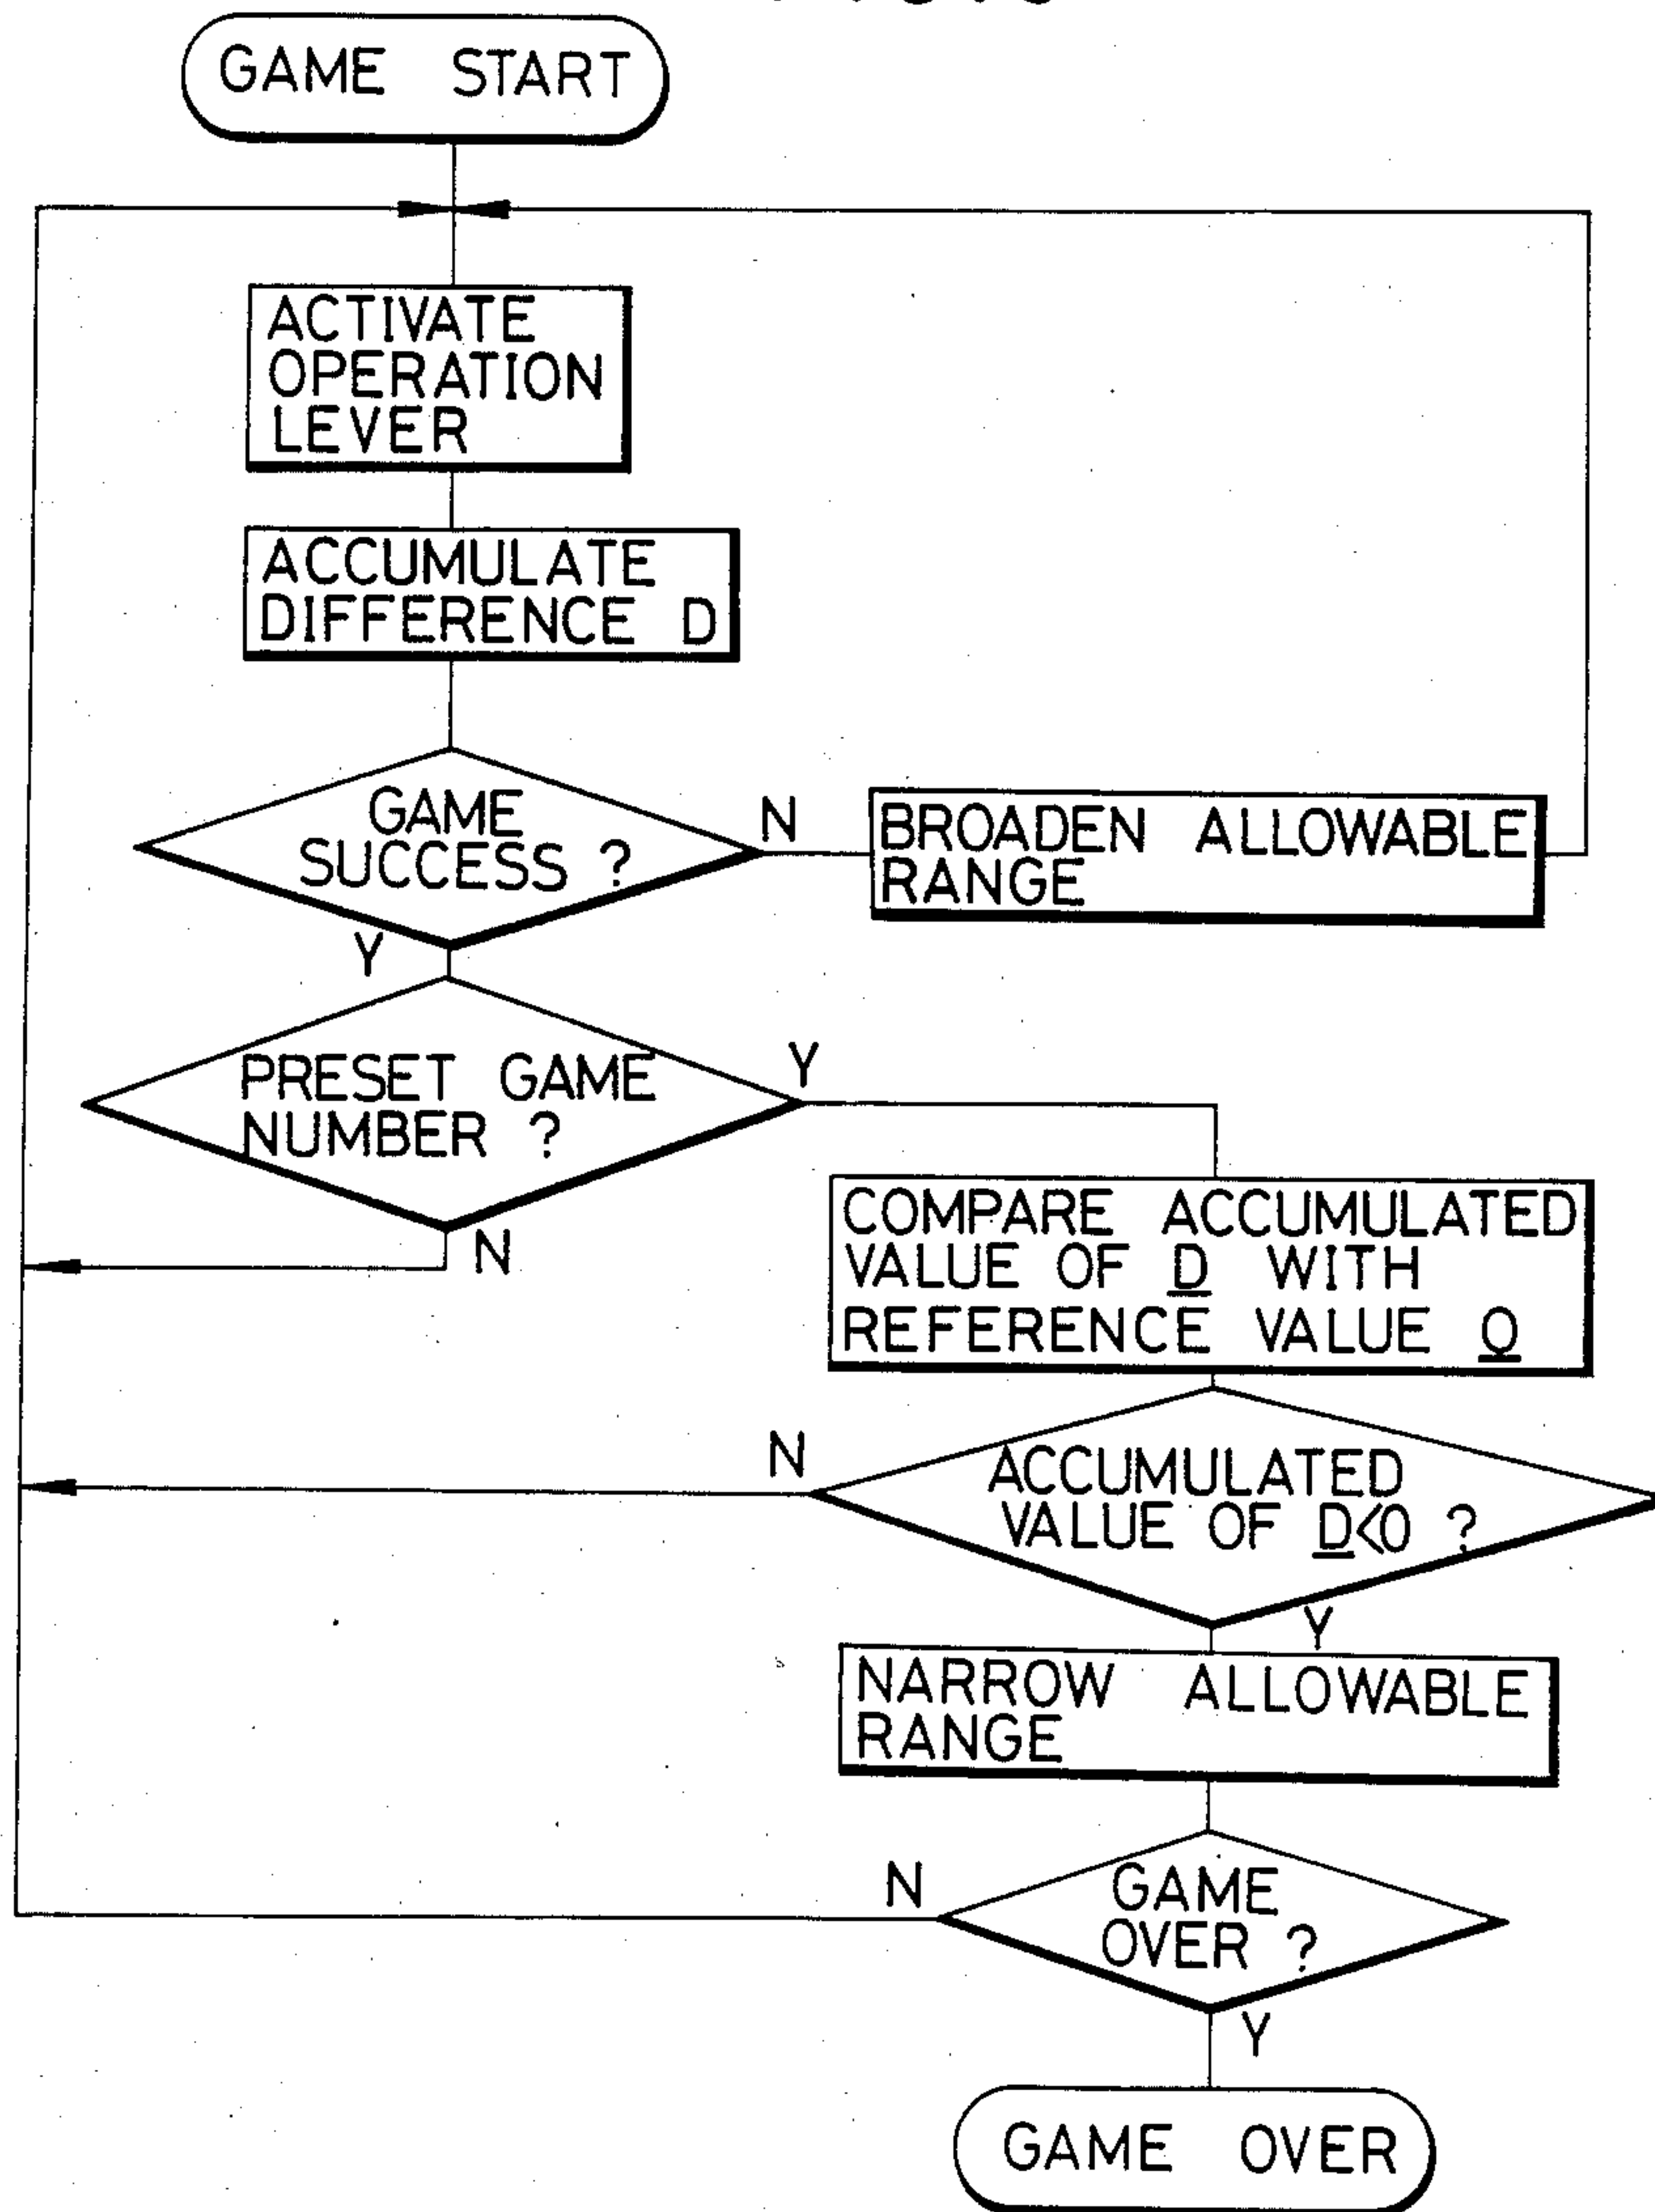 GAME START
ACTIVATE
OPERATION
LEVER
ACCUMULATE
DIFFERENCE D
GAME
SUCCESS ?
N
BROADEN ALLOWABLE
RANGE
Y
PRESET GAME
NUMBER ?
Y
N
COMPARE ACCUMULATED
VALUE OF D WITH
REFERENCE VALUE O
N
ACCUMULATED
VALUE OF D<O ?
Y
NARROW ALLOWABLE
RANGE
N
GAME
OVER ?
Y
GAME OVER